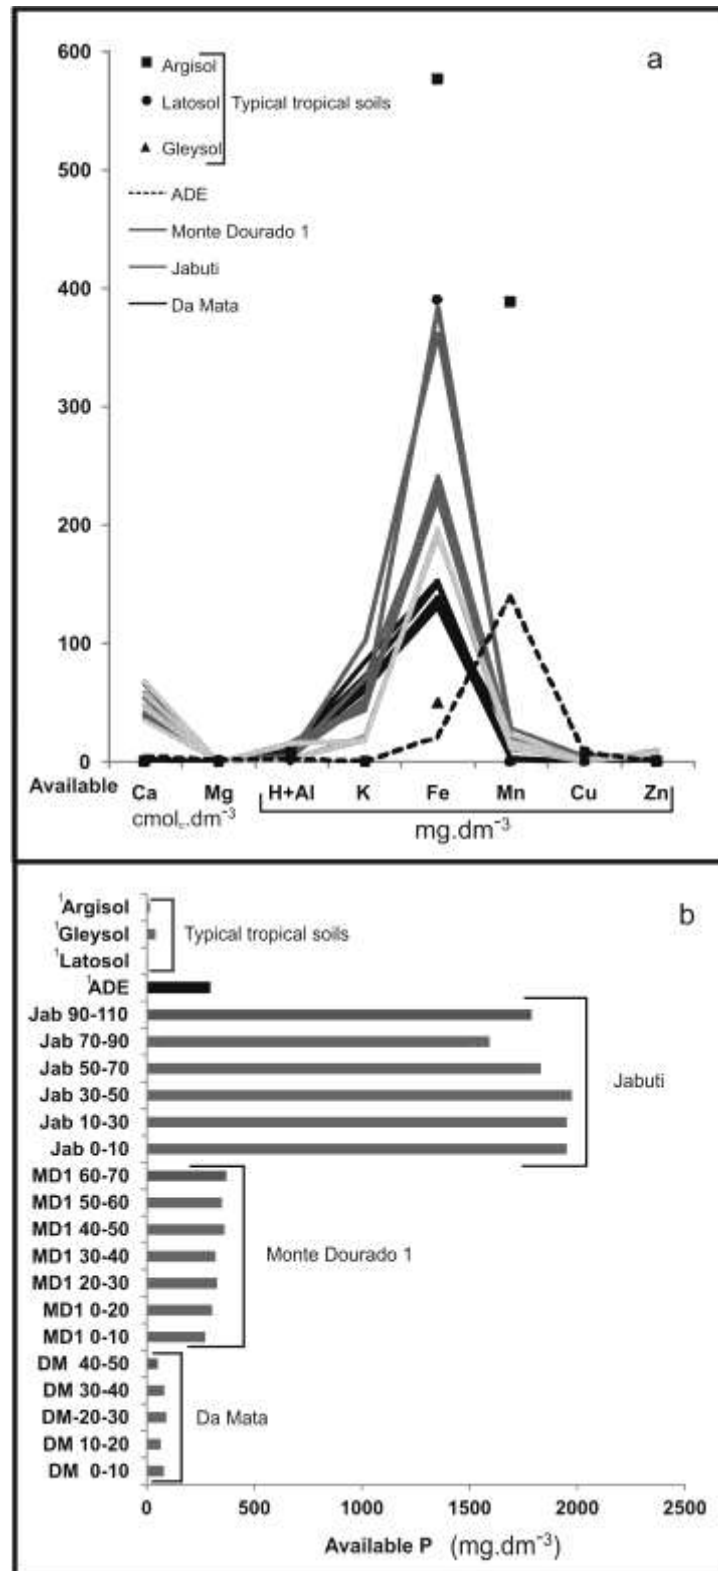 600
a
Argisol
Latosol
Typical tropical soils
500
Gleysol
ADE
Monte Dourado 1
Jabuti
400
Da Mata
300
200
100
0
Available
Ca Mg H+Al K Fe Mn Cu Zn
cmolc.dm⁻³
mg.dm⁻³
b
¹Argisol
¹Gleysol
Typical tropical soils
¹Latosol
¹ADE
Jab 90-110
Jab 70-90
Jab 50-70
Jabuti
Jab 30-50
Jab 10-30
Jab 0-10
MD1 60-70
MD1 50-60
MD1 40-50
MD1 30-40
Monte Dourado 1
MD1 20-30
MD1 0-20
MD1 0-10
DM 40-50
DM 30-40
DM-20-30
Da Mata
DM 10-20
DM 0-10
0 500 1000 1500 2000 2500
Available P (mg.dm⁻³)